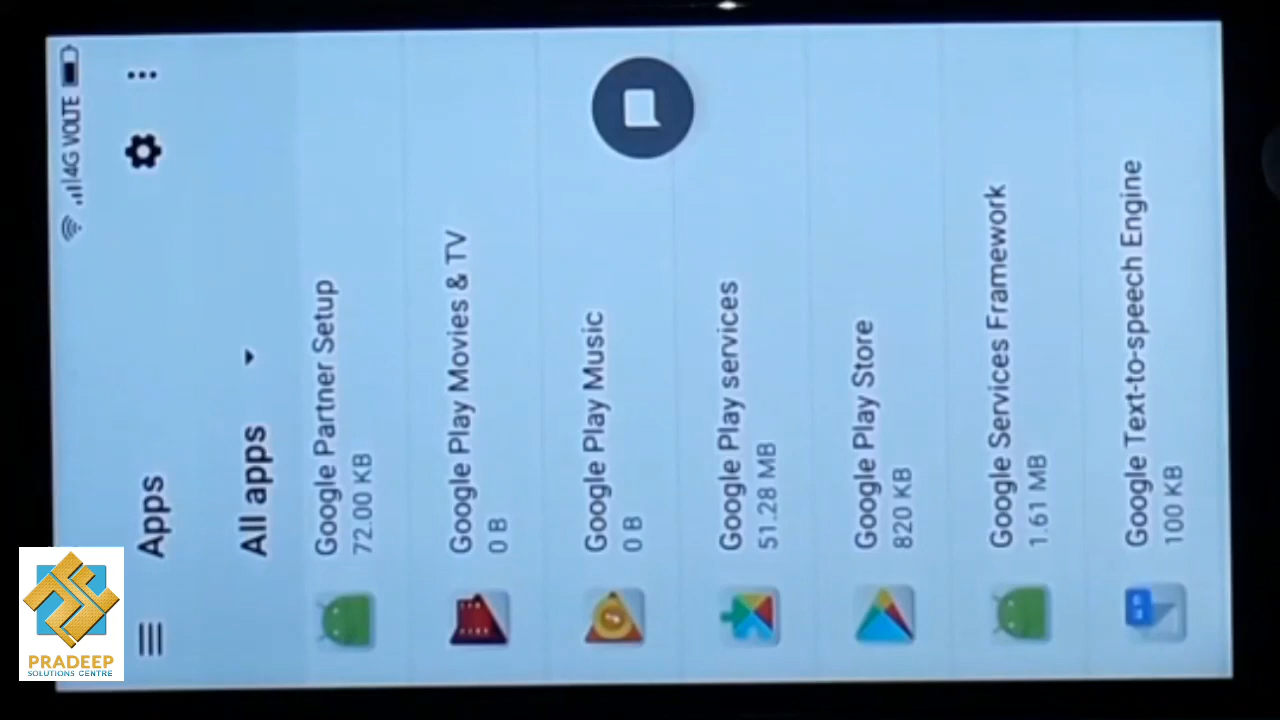 4G VOLTE
Apps
All apps
Google Partner Setup
72.00 KB
Google Play Movies & TV
0 B
Google Play Music
0 B
Google Play services
51.28 MB
Google Play Store
820 KB
Google Services Framework
1.61 MB
Google Text-to-speech Engine
100 KB
PRADEEP
SOLUTIONS CENTRE